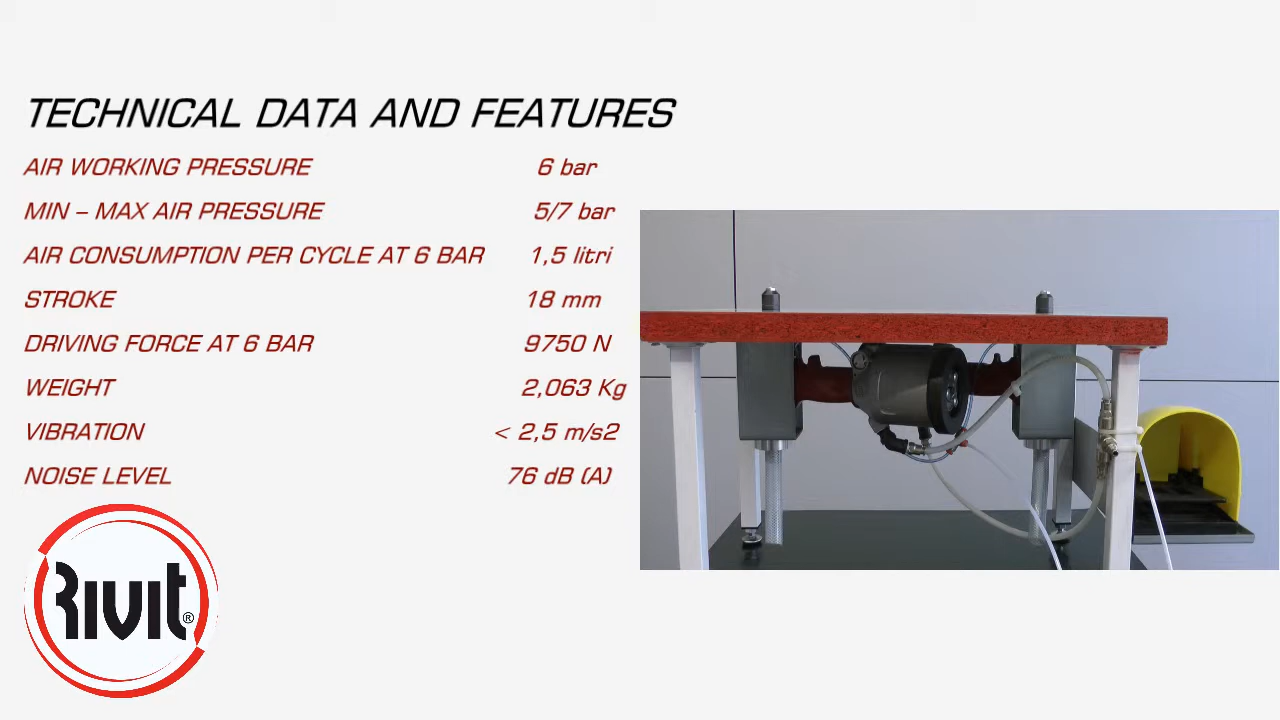 TECHNICAL DATA AND FEATURES
AIR WORKING PRESSURE 6 bar
MIN – MAX AIR PRESSURE 5/7 bar
AIR CONSUMPTION PER CYCLE AT 6 BAR 1,5 litri
STROKE 18 mm
DRIVING FORCE AT 6 BAR 9750 N
WEIGHT 2,063 Kg
VIBRATION < 2,5 m/s2
NOISE LEVEL 76 dB (A)
Rivit®